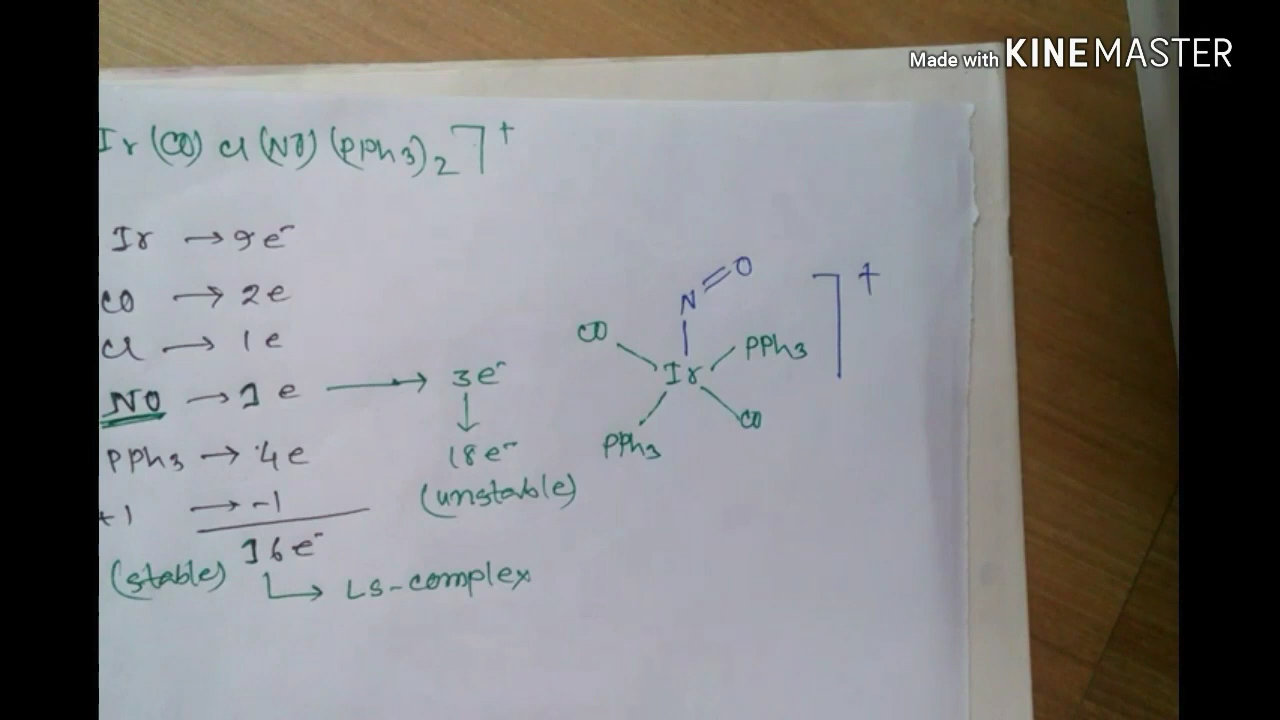 Made with KINEMASTER
Ir (CO) Cl (NO) (PPh3)2]+
Ir → 9e-
CO → 2e
Cl → 1e
NO → 1e → 3e-
↓
PPh3 → 4e 18e-
(unstable)
+1 → -1
16e-
(stable) ↳ LS-complex
N=O ]+
CO
PPh3
Ir
CO
PPh3